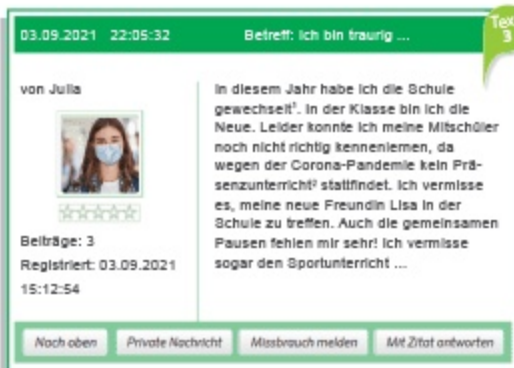 Text
3
03.09.2021 22:05:32 Betreff: Ich bin traurig ...
von Julia
Beiträge: 3
Registriert: 03.09.2021
15:12:54
In diesem Jahr habe ich die Schule
gewechselt¹. In der Klasse bin ich die
Neue. Leider konnte ich meine Mitschüler
noch nicht richtig kennenlernen, da
wegen der Corona-Pandemie kein Prä-
senzunterricht² stattfindet. Ich vermisse
es, meine neue Freundin Lisa in der
Schule zu treffen. Auch die gemeinsamen
Pausen fehlen mir sehr! Ich vermisse
sogar den Sportunterricht ...
Nach oben Private Nachricht Missbrauch melden Mit Zitat antworten